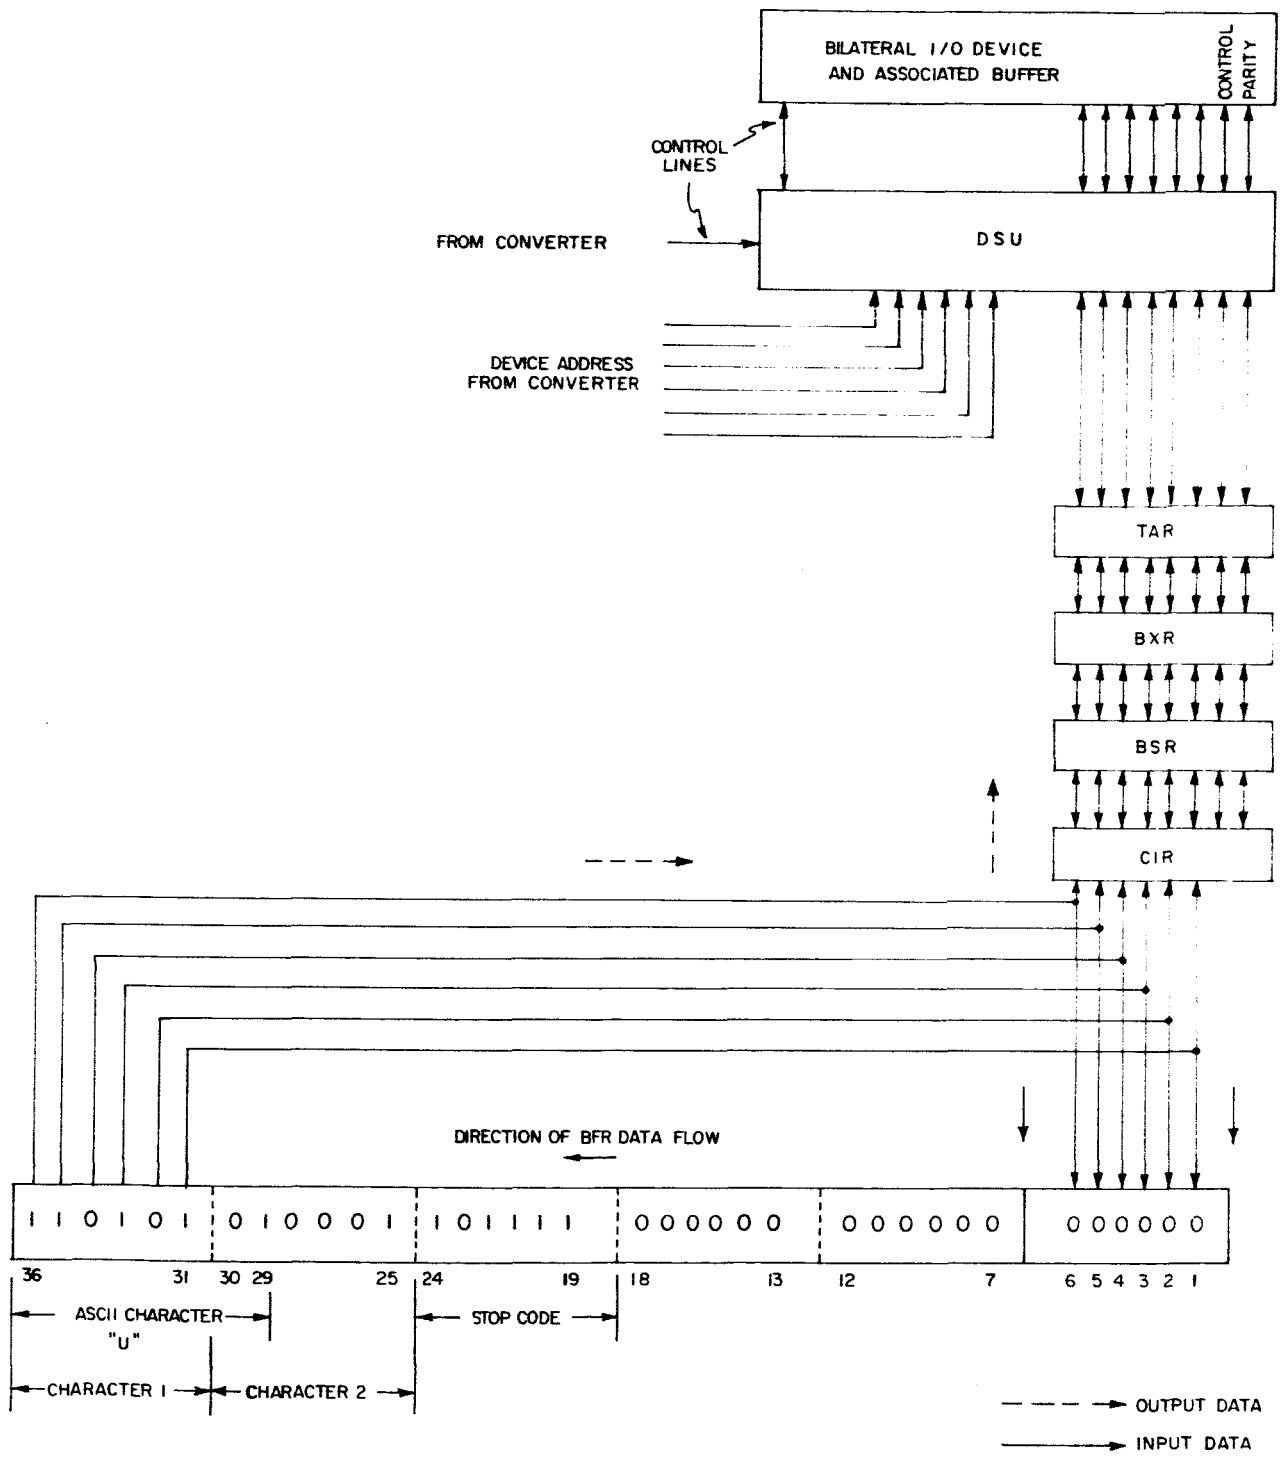 BILATERAL I/O DEVICE
AND ASSOCIATED BUFFER
CONTROL
PARITY
CONTROL
LINES
FROM CONVERTER
DSU
DEVICE ADDRESS
FROM CONVERTER
TAR
BXR
BSR
CIR
DIRECTION OF BFR DATA FLOW
1 1 0 1 0 1 0 1 0 0 0 1 1 0 1 1 1 1 0 0 0 0 0 0 0 0 0 0 0 0 0 0 0 0 0 0
36 31 30 29 25 24 19 18 13 12 7 6 5 4 3 2 1
ASCII CHARACTER
"U"
STOP CODE
CHARACTER 1
CHARACTER 2
OUTPUT DATA
INPUT DATA